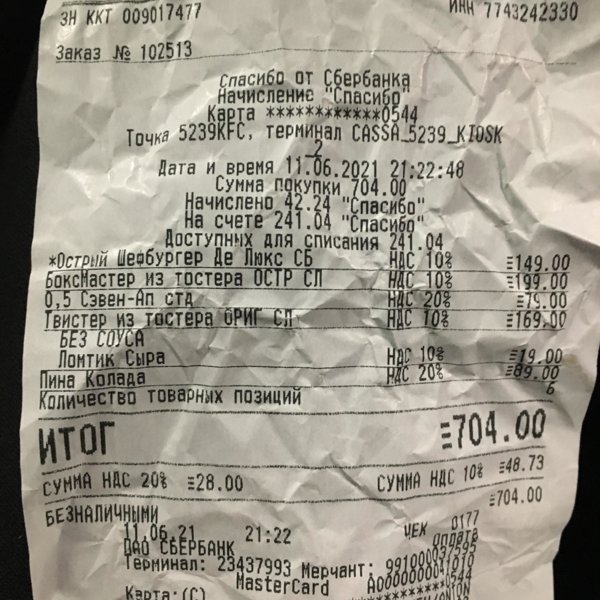 ЗН ККТ 009017477
ИНН 7743242330
Заказ № 102513
Спасибо от Сбербанка
Начисление "Спасибо"
Карта ************0544
Точка 5239KFC, терминал CASSA_5239_KIOSK
2
Дата и время 11.06.2021 21:22:48
Сумма покупки 704.00
Начислено 42.24 "Спасибо"
На счете 241.04 "Спасибо"
Доступных для списания 241.04
*Острый Шефбургер Де Люкс СБ НДС 10% ≡149.00
БоксМастер из тостера ОСТР СЛ НДС 10% ≡199.00
0,5 Сэвен-Ап стд НДС 20% ≡79.00
Твистер из тостера ОРИГ СЛ НДС 10% ≡169.00
БЕЗ СОУСА
Ломтик Сыра НДС 10% ≡19.00
Пина Колада НДС 20% ≡89.00
Количество товарных позиций 6
ИТОГ ≡704.00
СУММА НДС 20% ≡28.00 СУММА НДС 10% ≡48.73
БЕЗНАЛИЧНЫМИ ≡704.00
11.06.21 21:22 ЧЕК 0177
ПАО СБЕРБАНК Оплата
Терминал: 23437993 Мерчант: 991000037595
MasterCard A0000000041010
Карта:(C) ************0544